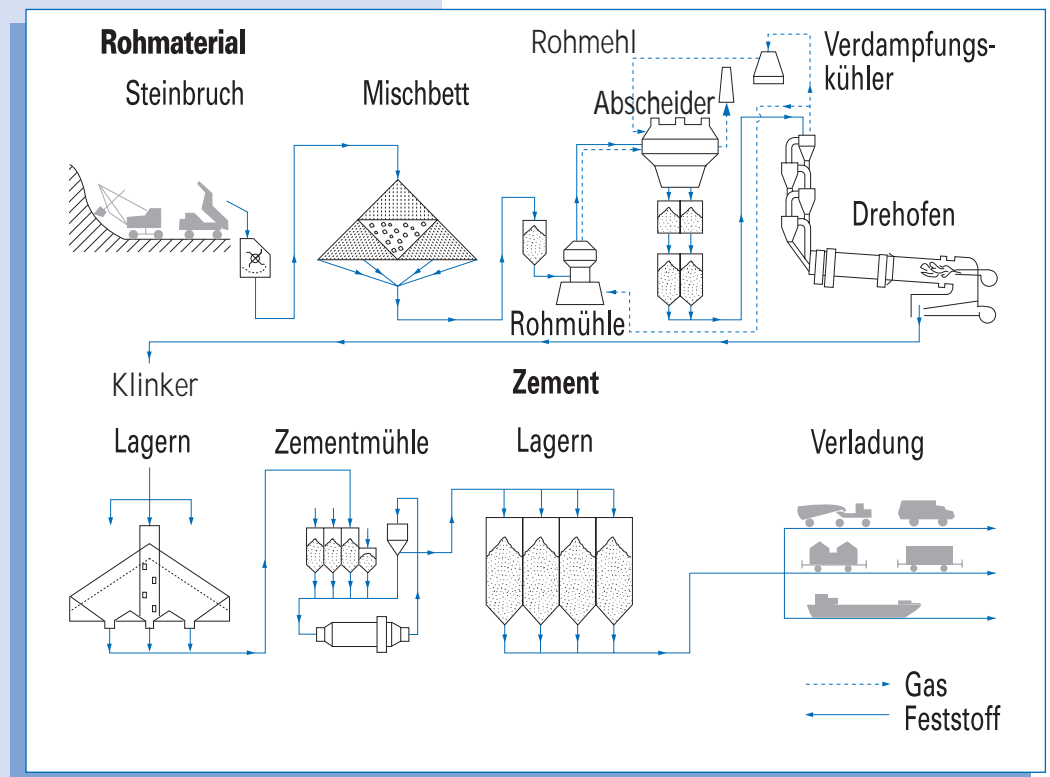 Rohmaterial
Rohmehl
Verdampfungs-
kühler
Steinbruch
Mischbett
Abscheider
Drehofen
Rohmühle
Klinker
Zement
Lagern
Zementmühle
Lagern
Verladung
Gas
Feststoff